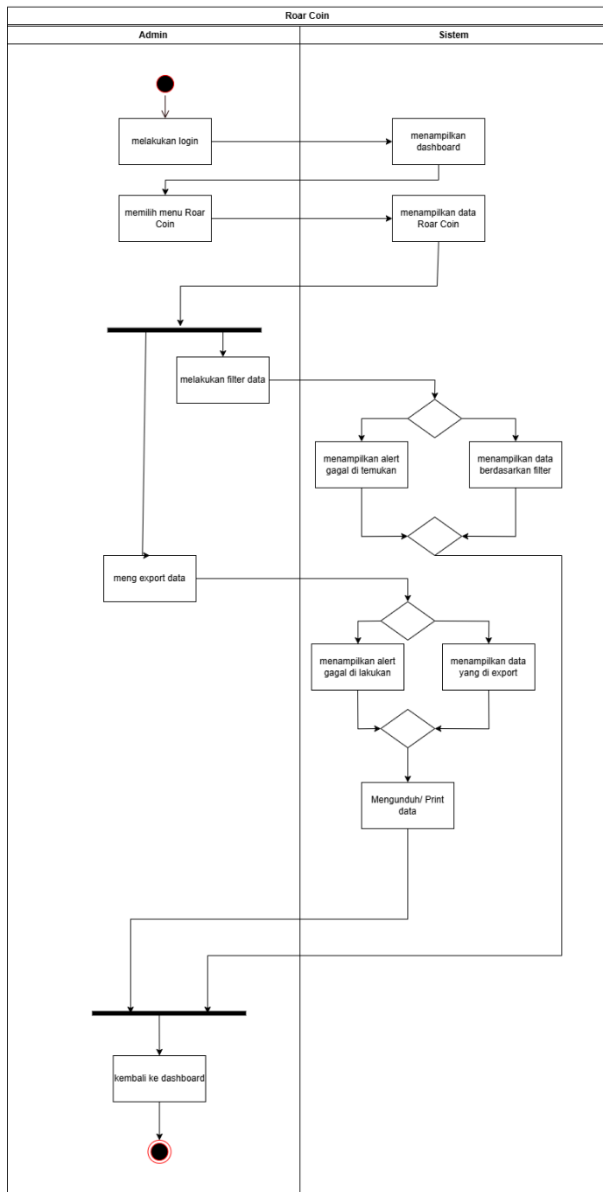 Roar Coin
Admin
Sistem
melakukan login
menampilkan
dashboard
memilih menu Roar
Coin
menampilkan data
Roar Coin
melakukan filter data
menampilkan alert
gagal di temukan
menampilkan data
berdasarkan filter
meng export data
menampilkan alert
gagal di lakukan
menampilkan data
yang di export
Mengunduh/ Print
data
kembali ke dashboard